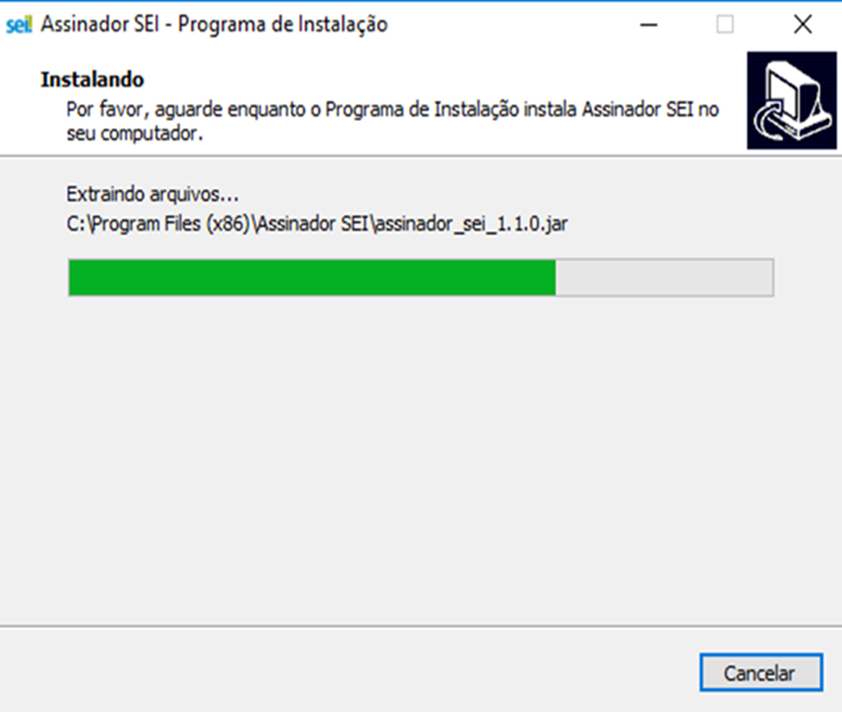 sei! Assinador SEI - Programa de Instalação
Instalando
Por favor, aguarde enquanto o Programa de Instalação instala Assinador SEI no
seu computador.
Extraindo arquivos...
C:\Program Files (x86)\Assinador SEI\assinador_sei_1.1.0.jar
Cancelar